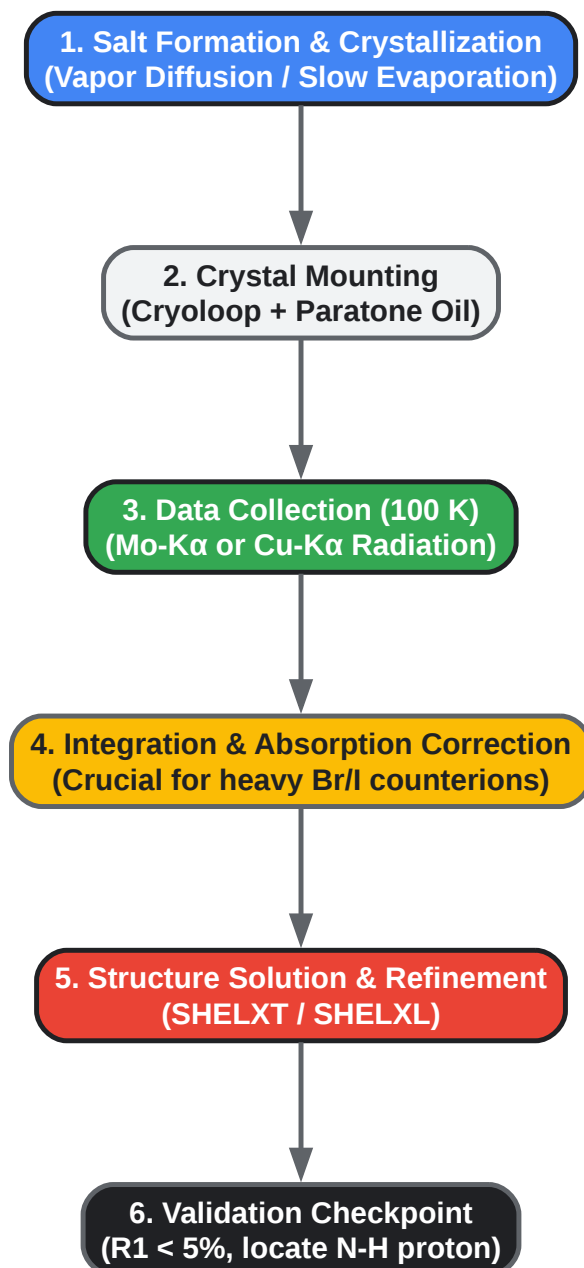 1. Salt Formation & Crystallization
(Vapor Diffusion / Slow Evaporation)
2. Crystal Mounting
(Cryoloop + Paratone Oil)
3. Data Collection (100 K)
(Mo-Kα or Cu-Kα Radiation)
4. Integration & Absorption Correction
(Crucial for heavy Br/I counterions)
5. Structure Solution & Refinement
(SHELXT / SHELXL)
6. Validation Checkpoint
(R1 < 5%, locate N-H proton)